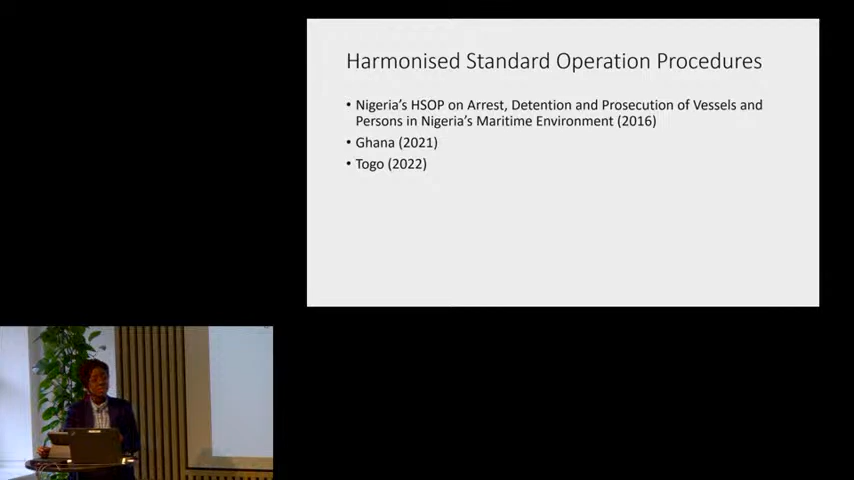 Harmonised Standard Operation Procedures
• Nigeria's HSOP on Arrest, Detention and Prosecution of Vessels and
Persons in Nigeria's Maritime Environment (2016)
• Ghana (2021)
• Togo (2022)